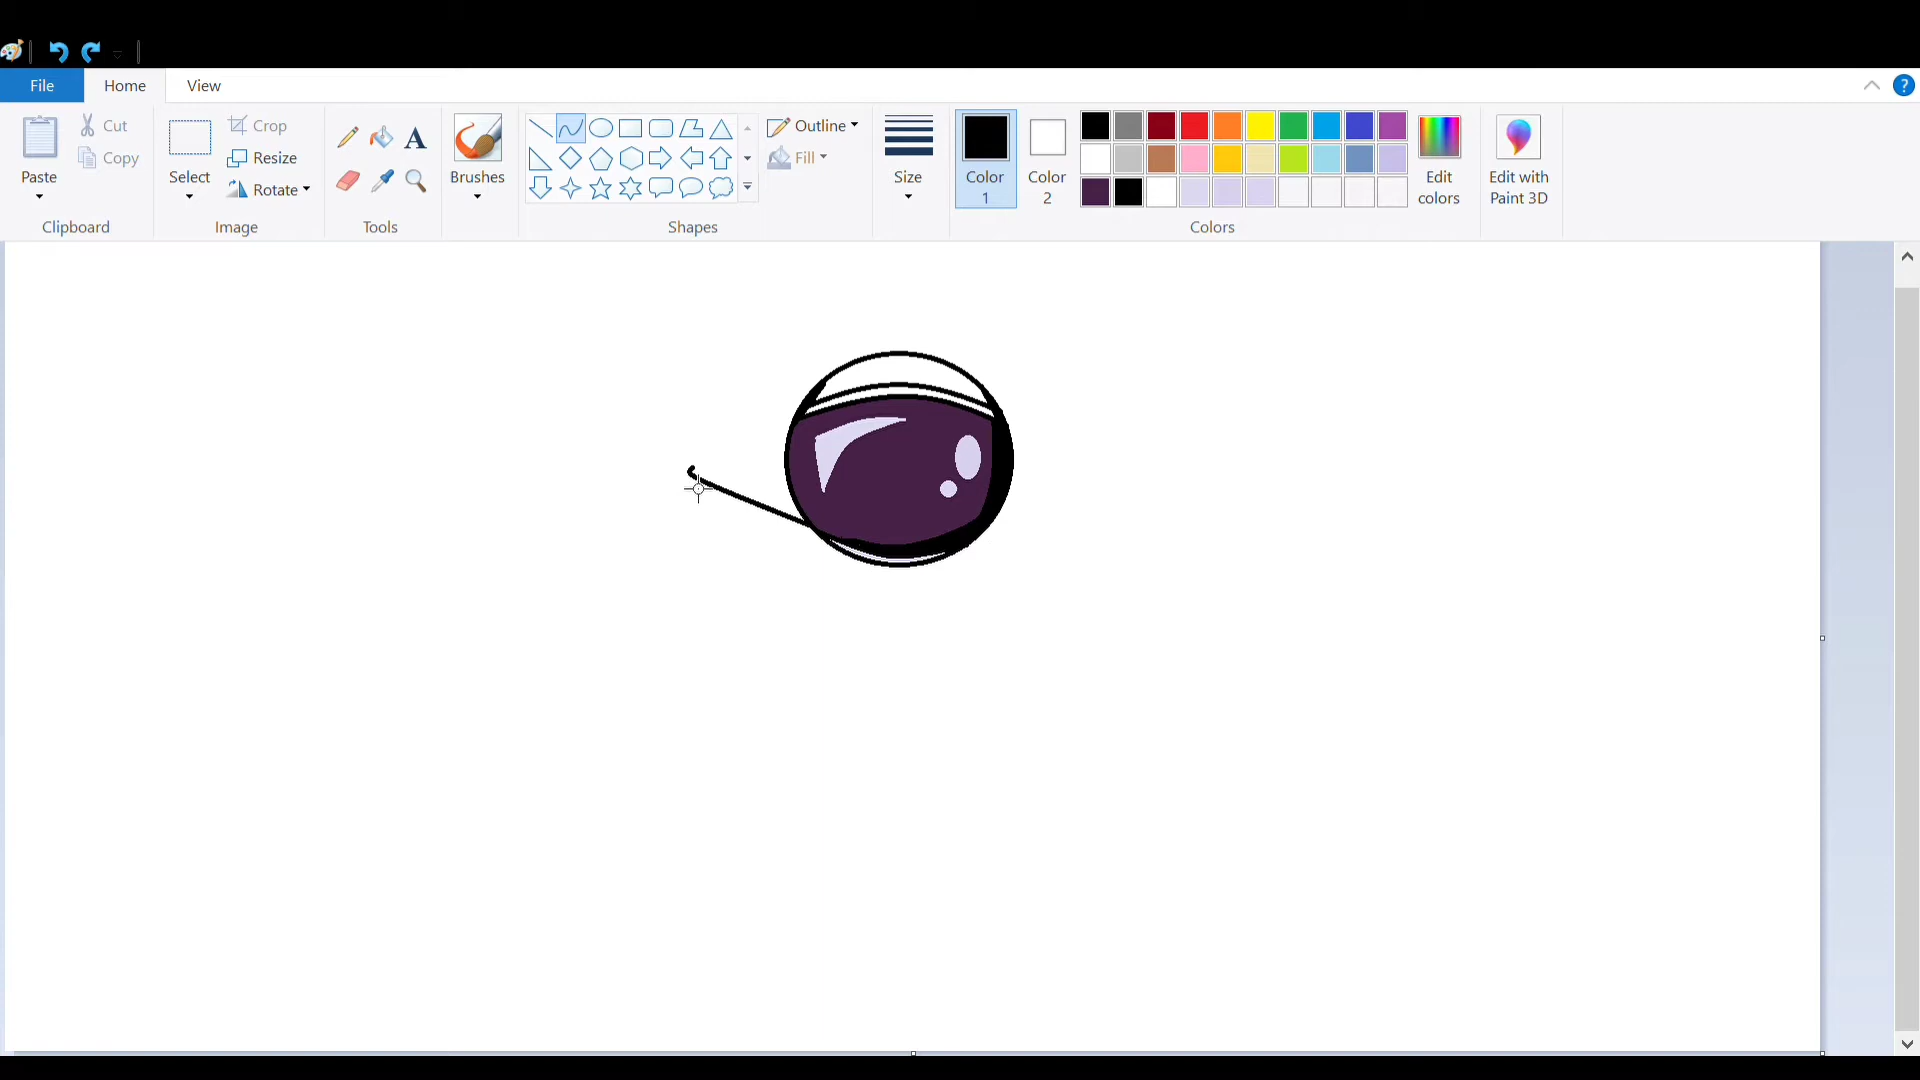 File Home View ?
Cut Crop Outline
Copy Resize Fill
Paste Select Rotate Brushes Size Color 1 Color 2 Edit colors Edit with Paint 3D
A
Clipboard Image Tools Shapes Colors